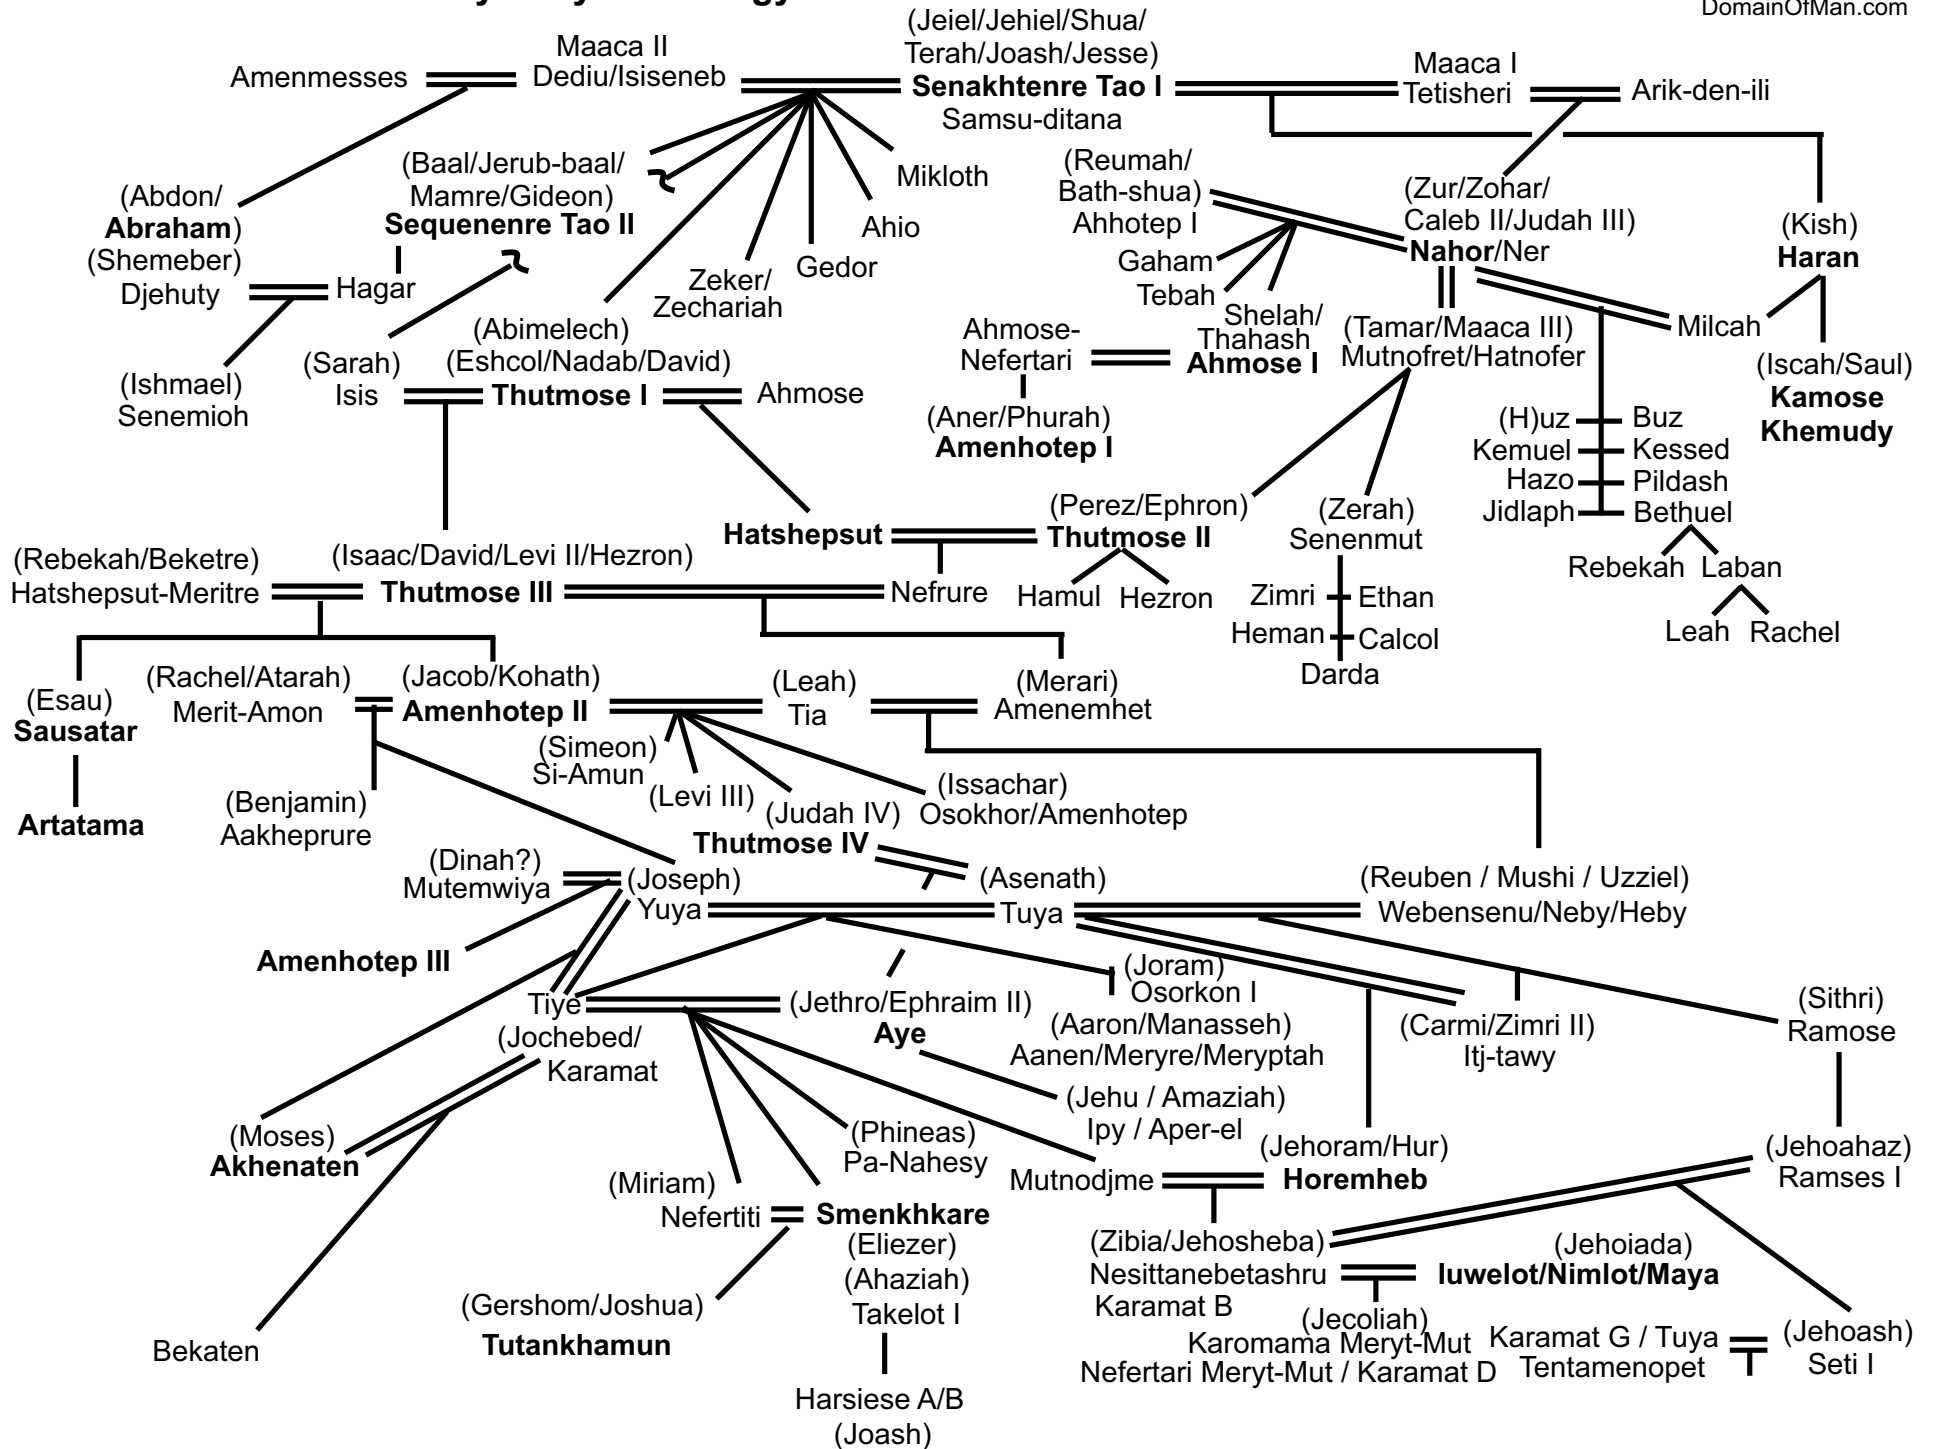 DomainOfMan.com
(Jeiel/Jehiel/Shua/
Terah/Joash/Jesse)
Senakhtenre Tao I
Samsu-ditana
Amenmesses
Maaca II
Dediu/Isiseneb
Maaca I
Tetisheri
Arik-den-ili
(Abdon/
Abraham)
(Shemeber)
Djehuty
(Baal/Jerub-baal/
Mamre/Gideon)
Sequenenre Tao II
Hagar
Mikloth
Ahio
Gedor
Zeker/
Zechariah
(Reumah/
Bath-shua)
Ahhotep I
Gaham
Tebah
Shelah/
Thahash
Ahmose I
(Zur/Zohar/
Caleb II/Judah III)
Nahor/Ner
(Kish)
Haran
(Ishmael)
Senemioh
(Sarah)
Isis
(Abimelech)
(Eshcol/Nadab/David)
Thutmose I
Ahmose
Ahmose-
Nefertari
(Aner/Phurah)
Amenhotep I
(Tamar/Maaca III)
Mutnofret/Hatnofer
Milcah
(Iscah/Saul)
Kamose
Khemudy
(H)uz
Buz
Kemuel
Kessed
Hazo
Pildash
Jidlaph
Bethuel
Rebekah
Laban
Leah
Rachel
Hatshepsut
(Perez/Ephron)
Thutmose II
(Zerah)
Senenmut
Hamul
Hezron
Zimri
Ethan
Heman
Calcol
Darda
(Rebekah/Beketre)
Hatshepsut-Meritre
(Isaac/David/Levi II/Hezron)
Thutmose III
Nefrure
(Esau)
Sausatar
Artatama
(Rachel/Atarah)
Merit-Amon
(Jacob/Kohath)
Amenhotep II
(Leah)
Tia
(Merari)
Amenemhet
(Benjamin)
Aakheprure
(Simeon)
Si-Amun
(Levi III)
(Judah IV)
Thutmose IV
(Issachar)
Osokhor/Amenhotep
(Dinah?)
Mutemwiya
(Joseph)
Yuya
(Asenath)
Tuya
(Reuben / Mushi / Uzziel)
Webensenu/Neby/Heby
Amenhotep III
Tiye
(Jochebed/
Karamat
(Jethro/Ephraim II)
Aye
(Joram)
Osorkon I
(Aaron/Manasseh)
Aanen/Meryre/Meryptah
(Carmi/Zimri II)
Itj-tawy
(Sithri)
Ramose
(Jehu / Amaziah)
Ipy / Aper-el
(Moses)
Akhenaten
(Phineas)
Pa-Nahesy
(Miriam)
Nefertiti
Smenkhkare
(Eliezer)
(Ahaziah)
Takelot I
Mutnodjme
(Jehoram/Hur)
Horemheb
(Jehoahaz)
Ramses I
(Zibia/Jehosheba)
Nesittanebetashru
Karamat B
(Jehoiada)
Iuwelot/Nimlot/Maya
(Gershom/Joshua)
Tutankhamun
Bekaten
(Jecoliah)
Karomama Meryt-Mut
Nefertari Meryt-Mut / Karamat D
Karamat G / Tuya
Tentamenopet
(Jehoash)
Seti I
Harsiese A/B
(Joash)